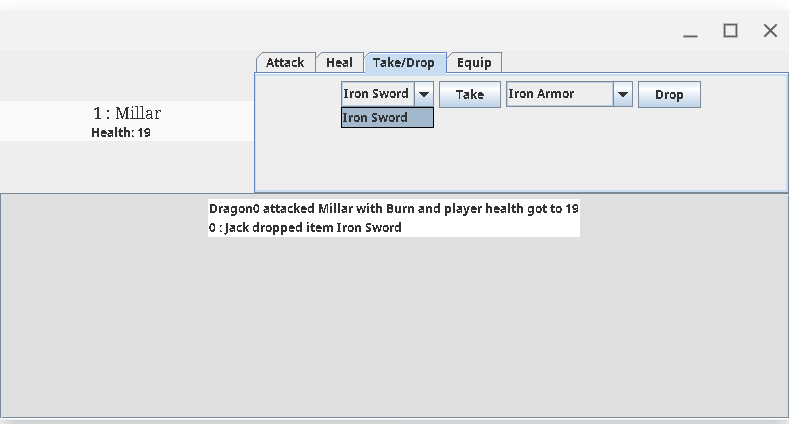 Attack Heal Take/Drop Equip
Iron Sword Take Iron Armor Drop
Iron Sword
1 : Millar
Health: 19
Dragon0 attacked Millar with Burn and player health got to 19
0 : Jack dropped item Iron Sword